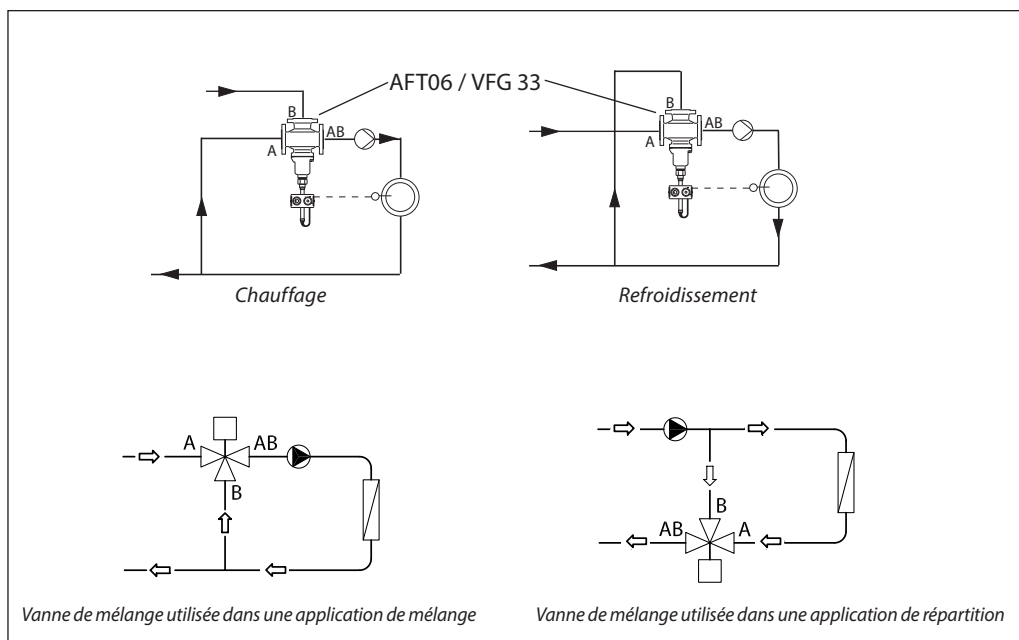 AFT06 / VFG 33
B
A
AB
B
A
AB
Chauffage
Refroidissement
A
AB
B
B
AB
A
Vanne de mélange utilisée dans une application de mélange
Vanne de mélange utilisée dans une application de répartition